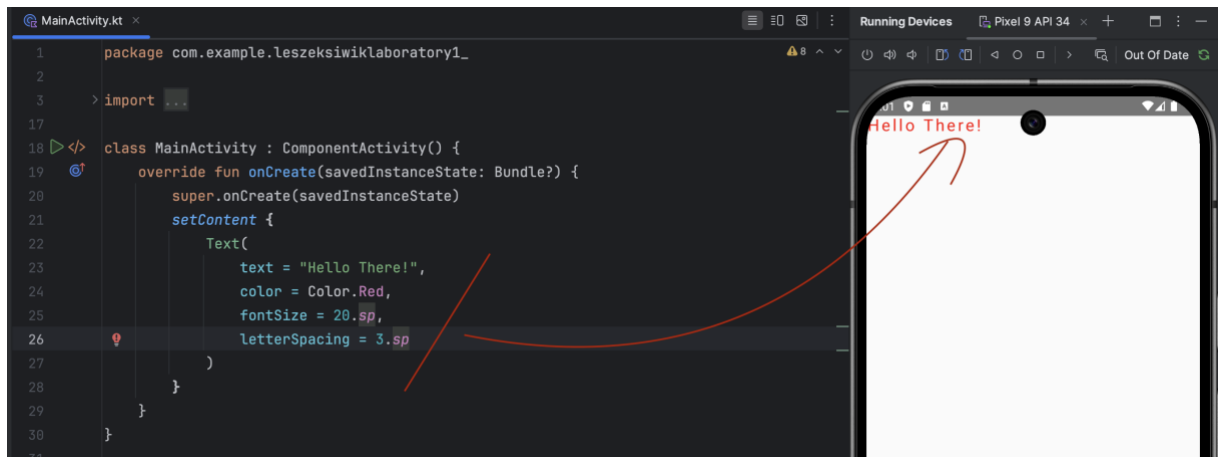 MainActivity.kt
Running Devices
Pixel 9 API 34
1 package com.example.leszeksiwiklaboratory1_
8
Out Of Date
2
3 import ...
17
18 class MainActivity : ComponentActivity() {
19 override fun onCreate(savedInstanceState: Bundle?) {
20 super.onCreate(savedInstanceState)
21 setContent {
22 Text(
23 text = "Hello There!",
24 color = Color.Red,
25 fontSize = 20.sp,
26 letterSpacing = 3.sp
27 )
28 }
29 }
30 }
Hello There!